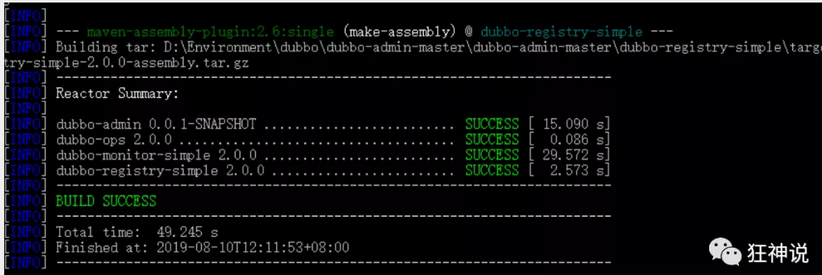 [INFO]
[INFO] --- maven-assembly-plugin:2.6:single (make-assembly) @ dubbo-registry-simple ---
[INFO] Building tar: D:\Environment\dubbo\dubbo-admin-master\dubbo-admin-master\dubbo-registry-simple\targe
try-simple-2.0.0-assembly.tar.gz
[INFO] ------------------------------------------------------------------------
[INFO] Reactor Summary:
[INFO]
[INFO] dubbo-admin 0.0.1-SNAPSHOT ......................... SUCCESS [ 15.090 s]
[INFO] dubbo-ops 2.0.0 .................................... SUCCESS [  0.086 s]
[INFO] dubbo-monitor-simple 2.0.0 ......................... SUCCESS [ 29.572 s]
[INFO] dubbo-registry-simple 2.0.0 ........................ SUCCESS [  2.573 s]
[INFO] ------------------------------------------------------------------------
[INFO] BUILD SUCCESS
[INFO] ------------------------------------------------------------------------
[INFO] Total time:  49.245 s
[INFO] Finished at: 2019-08-10T12:11:53+08:00
[INFO] ------------------------------------------------------------------------
狂神说